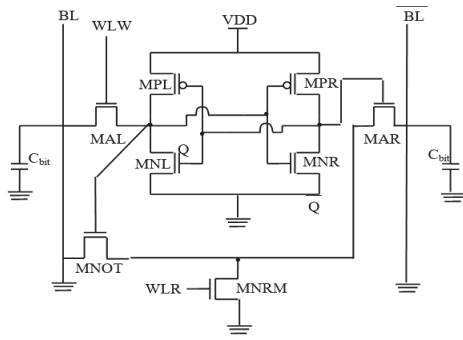 BL
WLW
VDD
BL
MPL
MPR
MAL
MAR
Cbit
MNL
Q
MNR
Cbit
Q
MNOT
WLR
MNRM